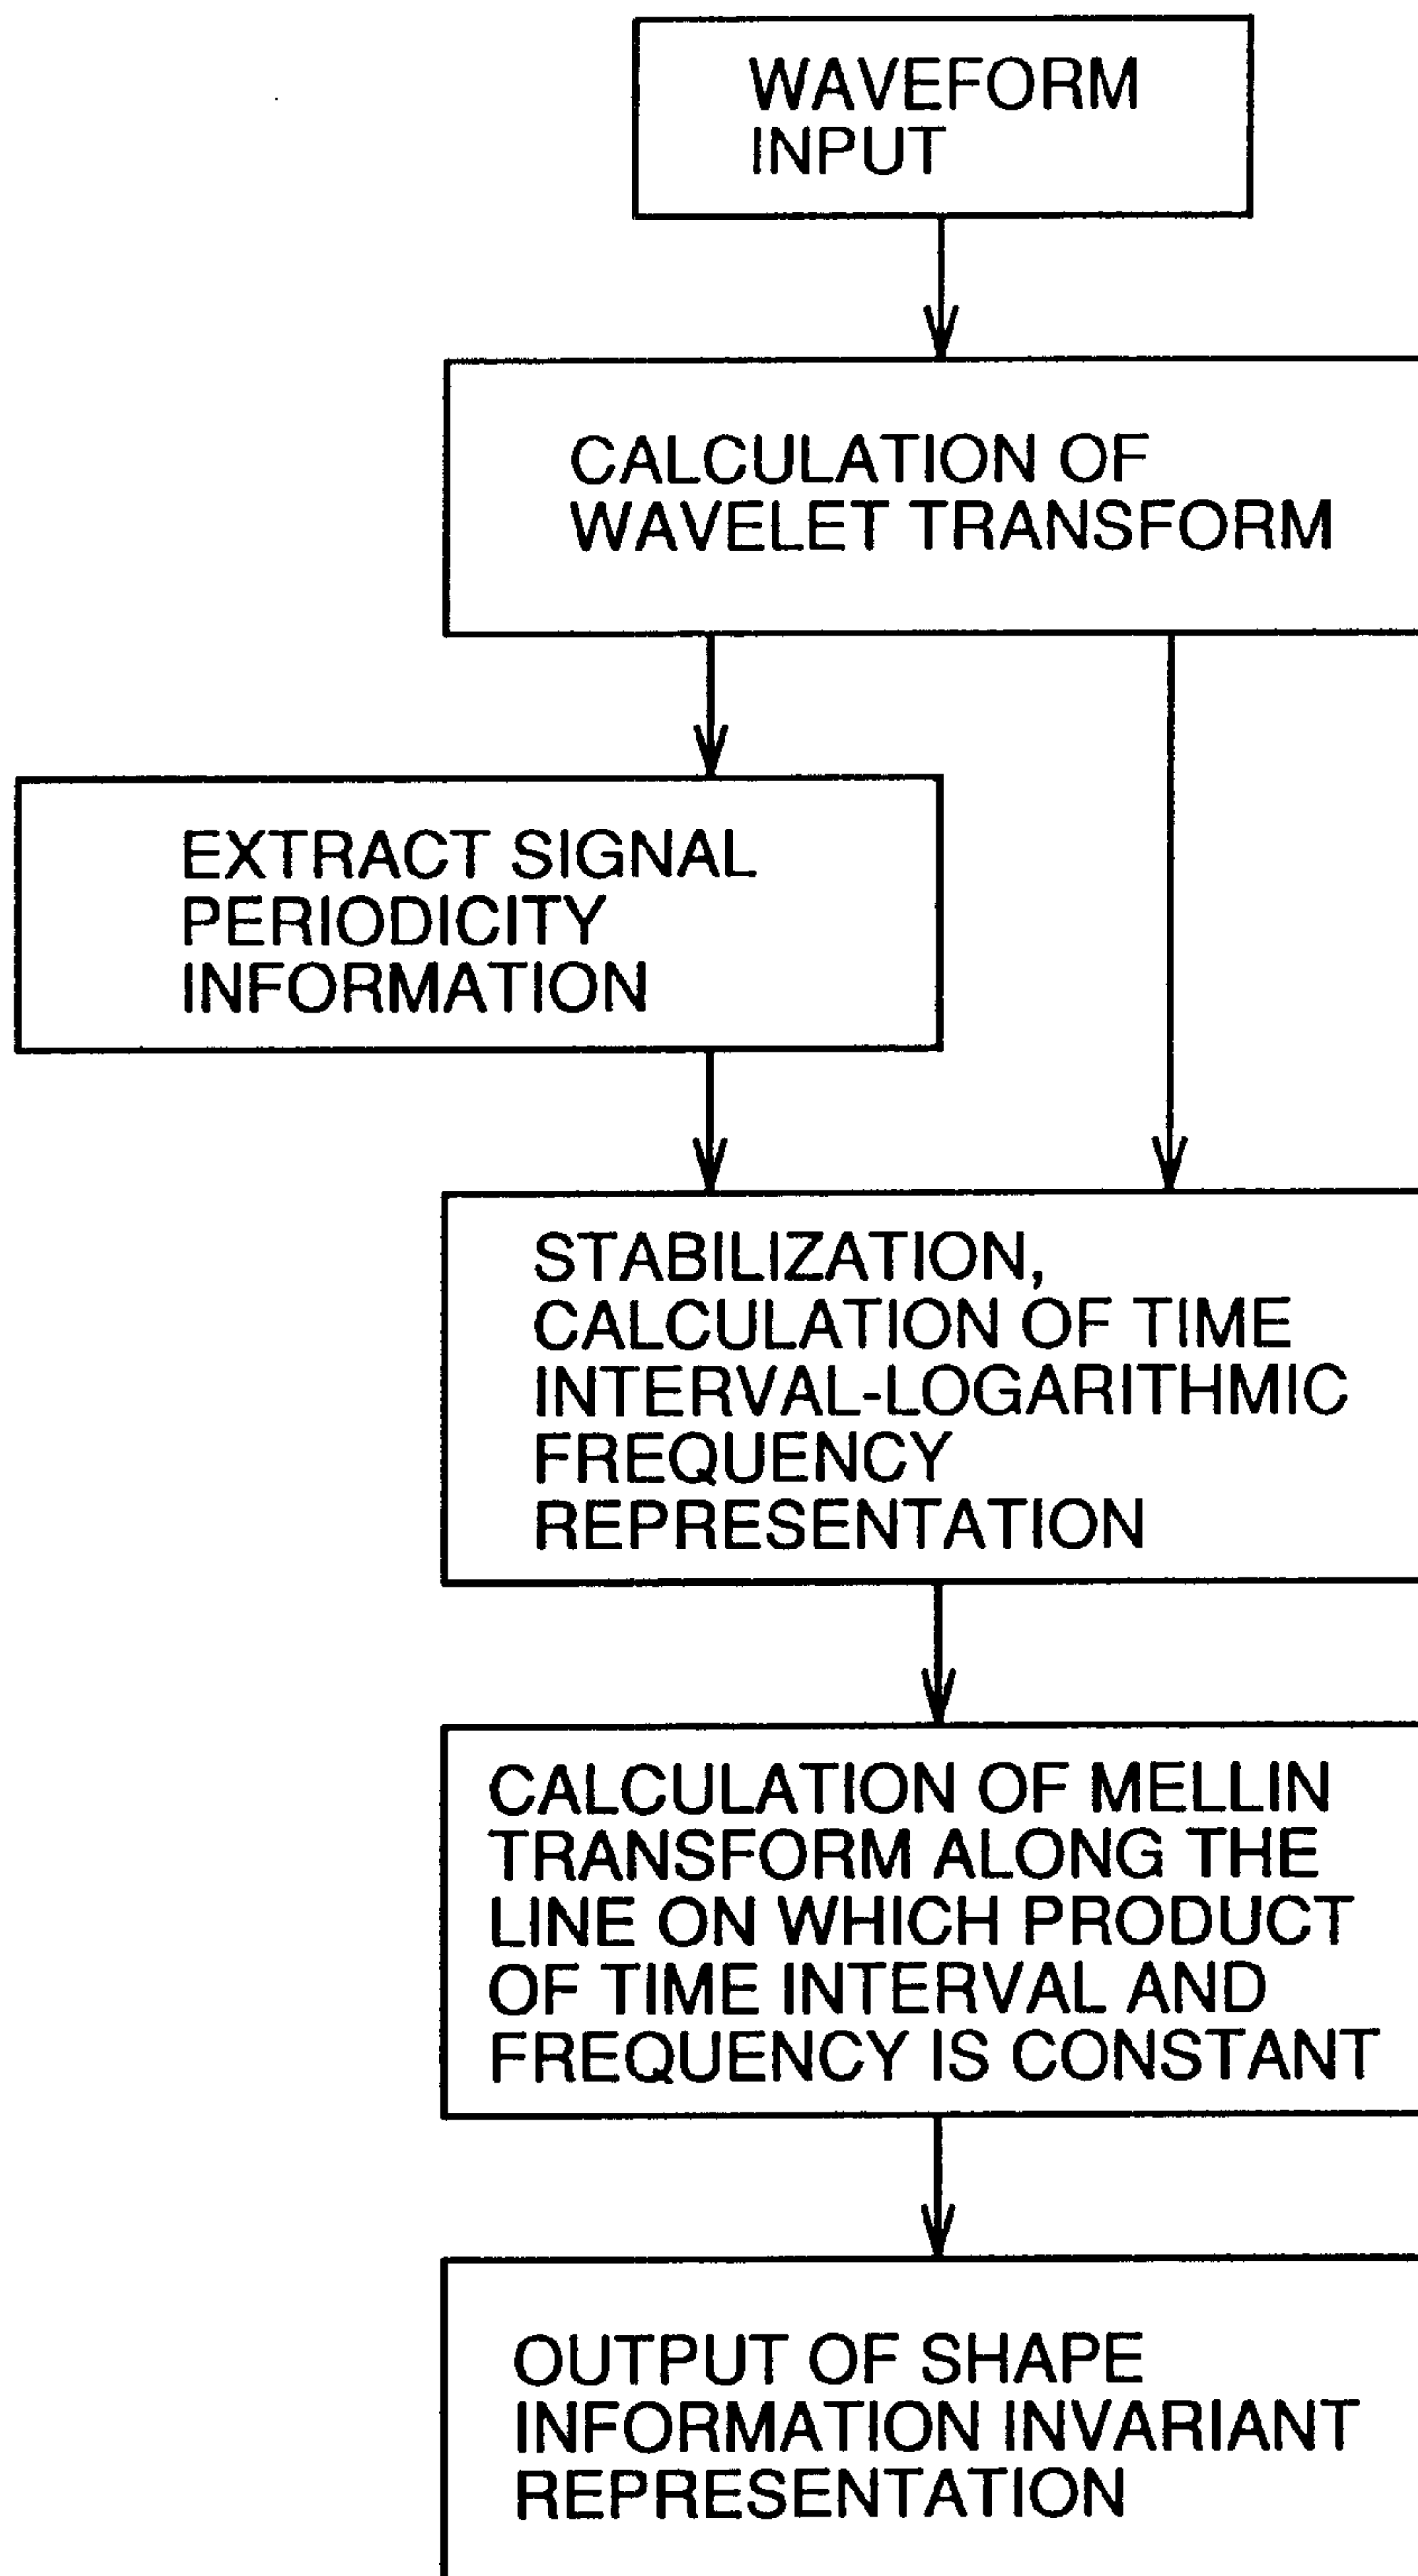 WAVEFORM
INPUT
CALCULATION OF
WAVELET TRANSFORM
EXTRACT SIGNAL
PERIODICITY
INFORMATION
STABILIZATION,
CALCULATION OF TIME
INTERVAL-LOGARITHMIC
FREQUENCY
REPRESENTATION
CALCULATION OF MELLIN
TRANSFORM ALONG THE
LINE ON WHICH PRODUCT
OF TIME INTERVAL AND
FREQUENCY IS CONSTANT
OUTPUT OF SHAPE
INFORMATION INVARIANT
REPRESENTATION